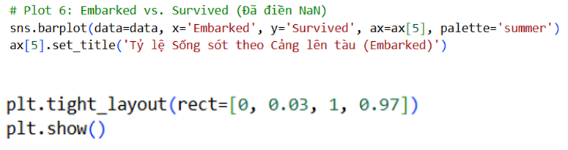 # Plot 6: Embarked vs. Survived (Đã điền NaN)
sns.barplot(data=data, x='Embarked', y='Survived', ax=ax[5], palette='summer')
ax[5].set_title('Tỷ lệ Sống sót theo Cảng lên tàu (Embarked)')
plt.tight_layout(rect=[0, 0.03, 1, 0.97])
plt.show()